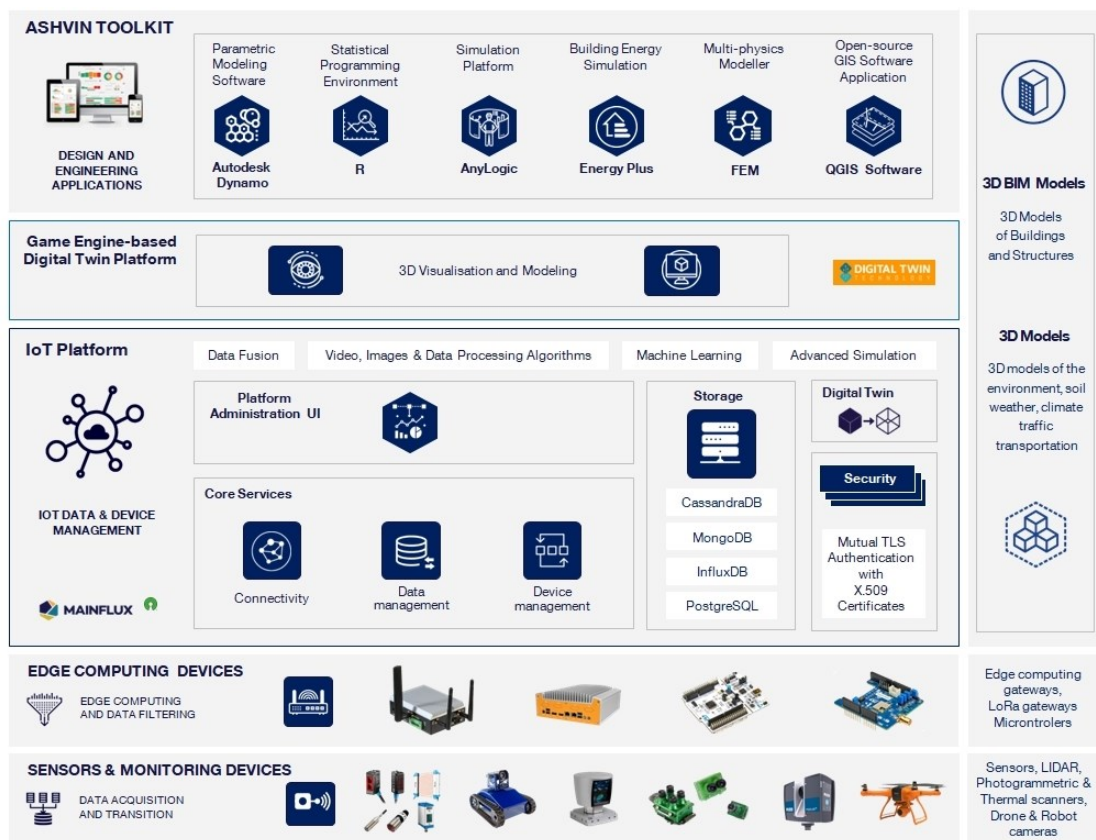 ASHVIN TOOLKIT
DESIGN AND
ENGINEERING
APPLICATIONS
Parametric
Modeling
Software
Autodesk
Dynamo
Statistical
Programming
Environment
R
Simulation
Platform
AnyLogic
Building Energy
Simulation
Energy Plus
Multi-physics
Modeller
FEM
Open-source
GIS Software
Application
QGIS Software
Game Engine-based
Digital Twin Platform
3D Visualisation and Modeling
DIGITAL TWIN
TECHNOLOGY
IoT Platform
IOT DATA & DEVICE
MANAGEMENT
MAINFLUX
Data Fusion
Video, Images & Data Processing Algorithms
Machine Learning
Advanced Simulation
Platform
Administration UI
Core Services
Connectivity
Data
management
Device
management
Storage
CassandraDB
MongoDB
InfluxDB
PostgreSQL
Digital Twin
Security
Mutual TLS
Authentication
with
X.509
Certificates
3D BIM Models
3D Models
of Buildings
and Structures
3D Models
3D models of the
environment, soil
weather, climate
traffic
transportation
EDGE COMPUTING DEVICES
EDGE COMPUTING
AND DATA FILTERING
Edge computing
gateways,
LoRa gateways
Microntrolers
SENSORS & MONITORING DEVICES
DATA ACQUISITION
AND TRANSITION
Sensors, LIDAR,
Photogrammetric &
Thermal scanners,
Drone & Robot
cameras